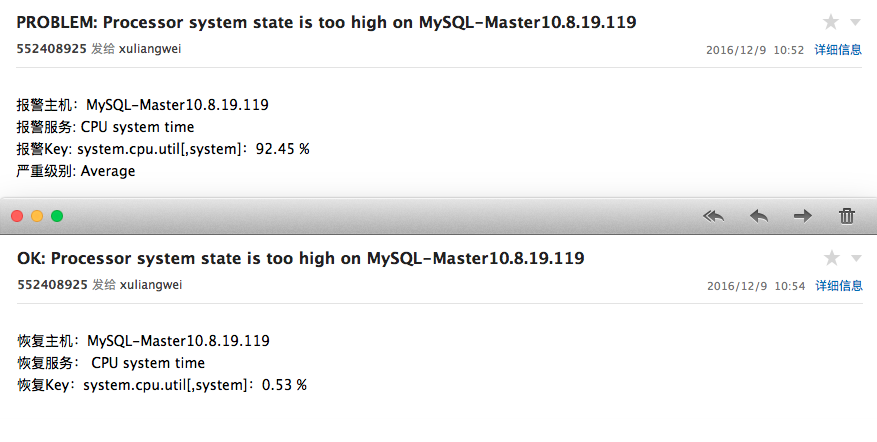 PROBLEM: Processor system state is too high on MySQL-Master10.8.19.119
552408925 发给 xuliangwei 2016/12/9 10:52 详细信息
报警主机：MySQL-Master10.8.19.119
报警服务: CPU system time
报警Key: system.cpu.util[,system]：92.45 %
严重级别: Average
OK: Processor system state is too high on MySQL-Master10.8.19.119
552408925 发给 xuliangwei 2016/12/9 10:54 详细信息
恢复主机：MySQL-Master10.8.19.119
恢复服务： CPU system time
恢复Key：system.cpu.util[,system]：0.53 %